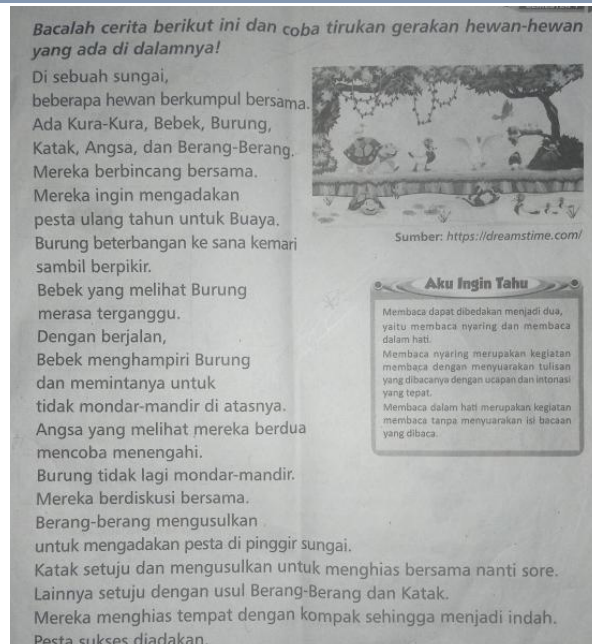 Bacalah cerita berikut ini dan coba tirukan gerakan hewan-hewan
yang ada di dalamnya!
Di sebuah sungai,
beberapa hewan berkumpul bersama.
Ada Kura-Kura, Bebek, Burung,
Katak, Angsa, dan Berang-Berang.
Mereka berbincang bersama.
Mereka ingin mengadakan
pesta ulang tahun untuk Buaya.
Burung beterbangan ke sana kemari
sambil berpikir.
Bebek yang melihat Burung
merasa terganggu.
Dengan berjalan,
Bebek menghampiri Burung
dan memintanya untuk
tidak mondar-mandir di atasnya.
Angsa yang melihat mereka berdua
mencoba menengahi.
Burung tidak lagi mondar-mandir.
Mereka berdiskusi bersama.
Berang-berang mengusulkan
untuk mengadakan pesta di pinggir sungai.
Katak setuju dan mengusulkan untuk menghias bersama nanti sore.
Lainnya setuju dengan usul Berang-Berang dan Katak.
Mereka menghias tempat dengan kompak sehingga menjadi indah.
Pesta sukses diadakan.
Sumber: https://dreamstime.com/
Aku Ingin Tahu
Membaca dapat dibedakan menjadi dua,
yaitu membaca nyaring dan membaca
dalam hati.
Membaca nyaring merupakan kegiatan
membaca dengan menyuarakan tulisan
yang dibacanya dengan ucapan dan intonasi
yang tepat.
Membaca dalam hati merupakan kegiatan
membaca tanpa menyuarakan isi bacaan
yang dibaca.